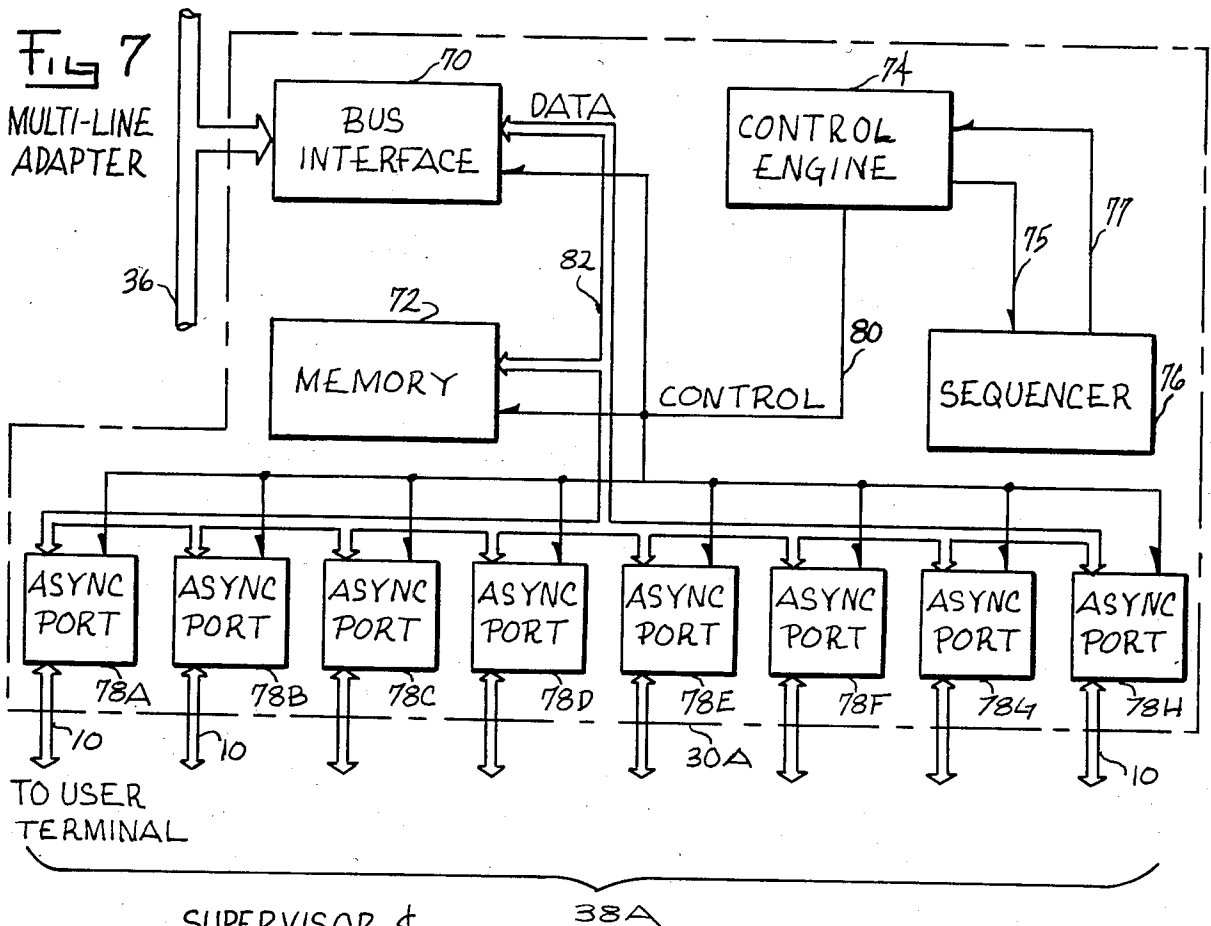 Fig 7
MULTI-LINE
ADAPTER
70
BUS
INTERFACE
DATA
74
CONTROL
ENGINE
36
82
75
77
72
MEMORY
80
CONTROL
SEQUENCER
76
ASYNC
PORT
ASYNC
PORT
ASYNC
PORT
ASYNC
PORT
ASYNC
PORT
ASYNC
PORT
ASYNC
PORT
ASYNC
PORT
78A
78B
78C
78D
78E
78F
78G
78H
10
10
30A
10
TO USER
TERMINAL
38A
SUPERVISOR &